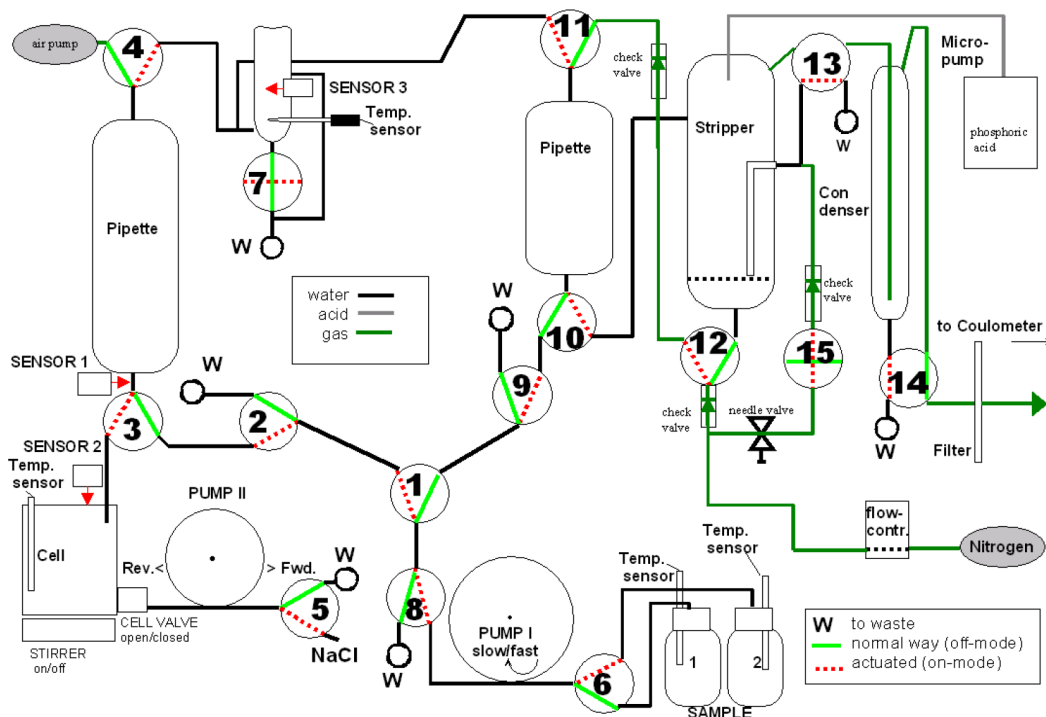 air pump
4
11
check
valve
13
Micro-
pump
SENSOR 3
Temp.
sensor
Stripper
phosphoric
acid
W
7
Pipette
Pipette
Con
denser
W
water
acid
gas
W
check
valve
to Coulometer
SENSOR 1
W
10
12
15
14
9
3
2
check
valve
needle valve
SENSOR 2
Temp.
sensor
W
Filter
1
PUMP II
flow-
contr.
Temp.
sensor
Nitrogen
Cell
Rev.<
> Fwd.
W
Temp.
sensor
8
5
CELL VALVE
open/closed
PUMP I
slow/fast
W to waste
normal way (off-mode)
actuated (on-mode)
STIRRER
on/off
NaCl
W
6
1
2
SAMPLE